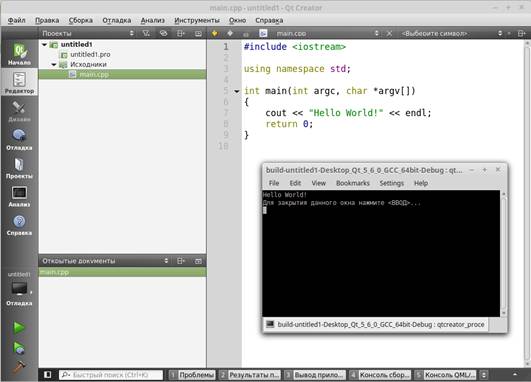 main.cpp - untitled1 - Qt Creator
Файл Правка Сборка Отладка Анализ Инструменты Окно Справка
Проекты
main.cpp
<Выберите символ>
Начало
Редактор
Дизайн
Отладка
Проекты
Анализ
Справка
untitled1
Отладка
untitled1
untitled1.pro
Исходники
main.cpp
Открытые документы
main.cpp
1 #include <iostream>
2
3 using namespace std;
4
5 int main(int argc, char *argv[])
6 {
7 cout << "Hello World!" << endl;
8 return 0;
9 }
10
build-untitled1-Desktop_Qt_5_6_0_GCC_64bit-Debug : qt...
File Edit View Bookmarks Settings Help
Hello World!
Для закрытия данного окна нажмите <ВВОД>...
build-untitled1-Desktop_Qt_5_6_0_GCC_64bit-Debug : qtcreator_proce
Быстрый поиск (Ctrl+K)
1 Проблемы
2 Результаты п...
3 Вывод прило...
4 Консоль сбор...
5 Консоль QML/...